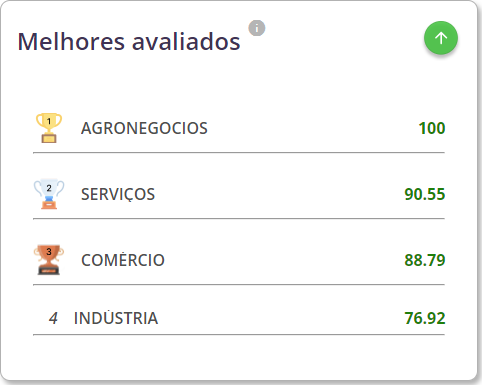 Melhores avaliados i
1 AGRONEGOCIOS 100
2 SERVIÇOS 90.55
3 COMÉRCIO 88.79
4 INDÚSTRIA 76.92